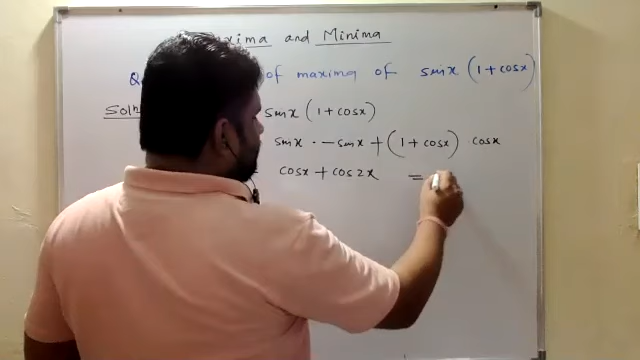 xima and Minima
of maxima of sinx (1+cosx)
Soln
sinx (1+cosx)
sinx · -sinx + (1+cosx) cosx
cosx + cos2x =